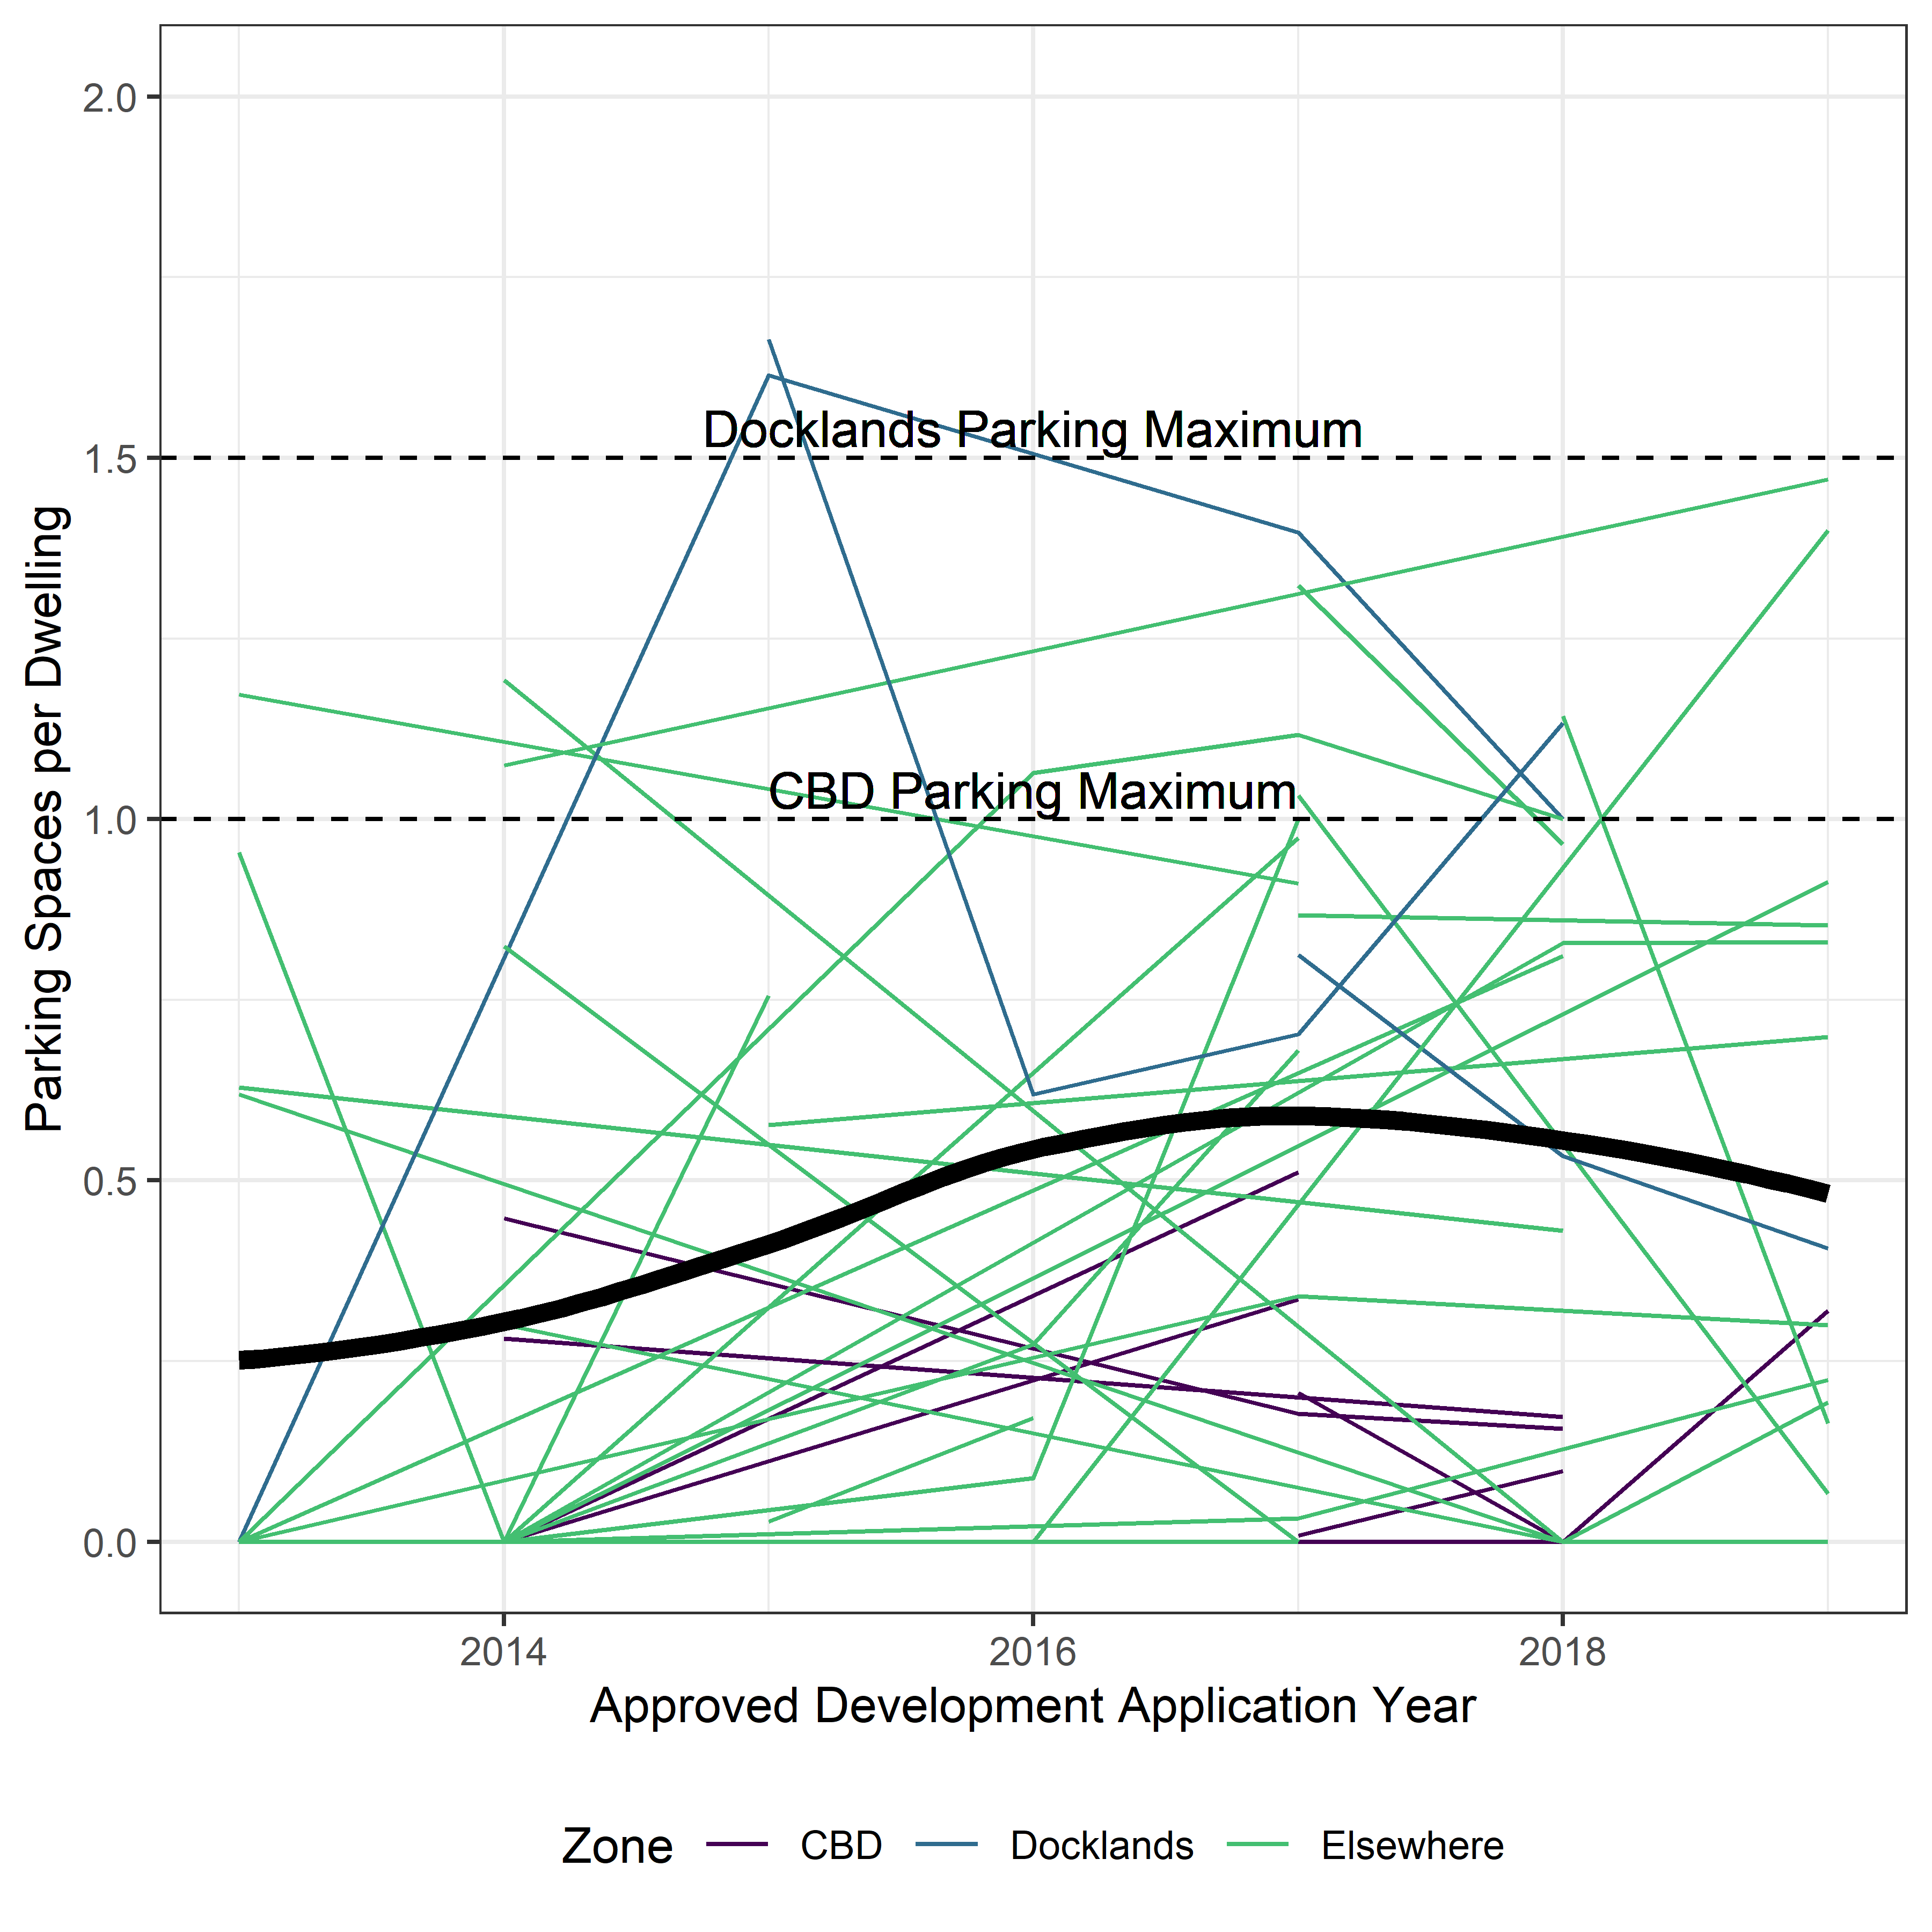 2.0
1.5
1.0
0.5
0.0
Parking Spaces per Dwelling
Docklands Parking Maximum
CBD Parking Maximum
2014 2016 2018
Approved Development Application Year
Zone CBD Docklands Elsewhere